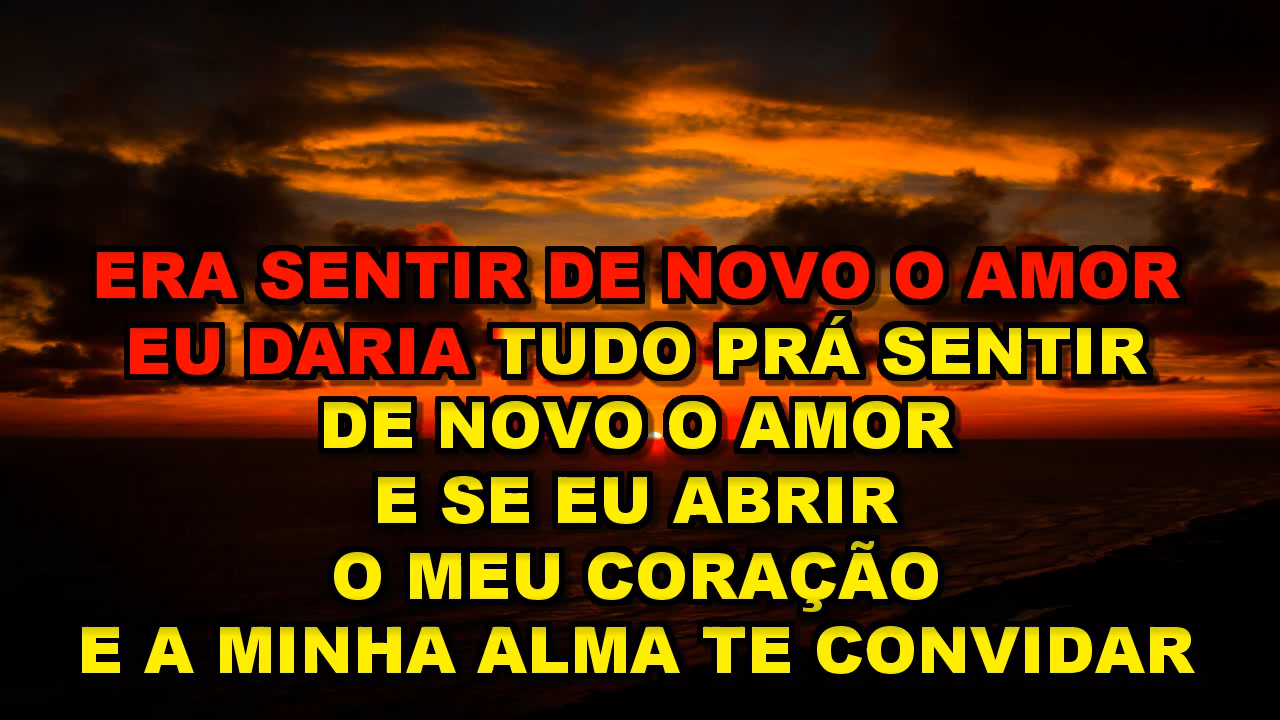 ERA SENTIR DE NOVO O AMOR
EU DARIA TUDO PRÁ SENTIR
DE NOVO O AMOR
E SE EU ABRIR
O MEU CORAÇÃO
E A MINHA ALMA TE CONVIDAR